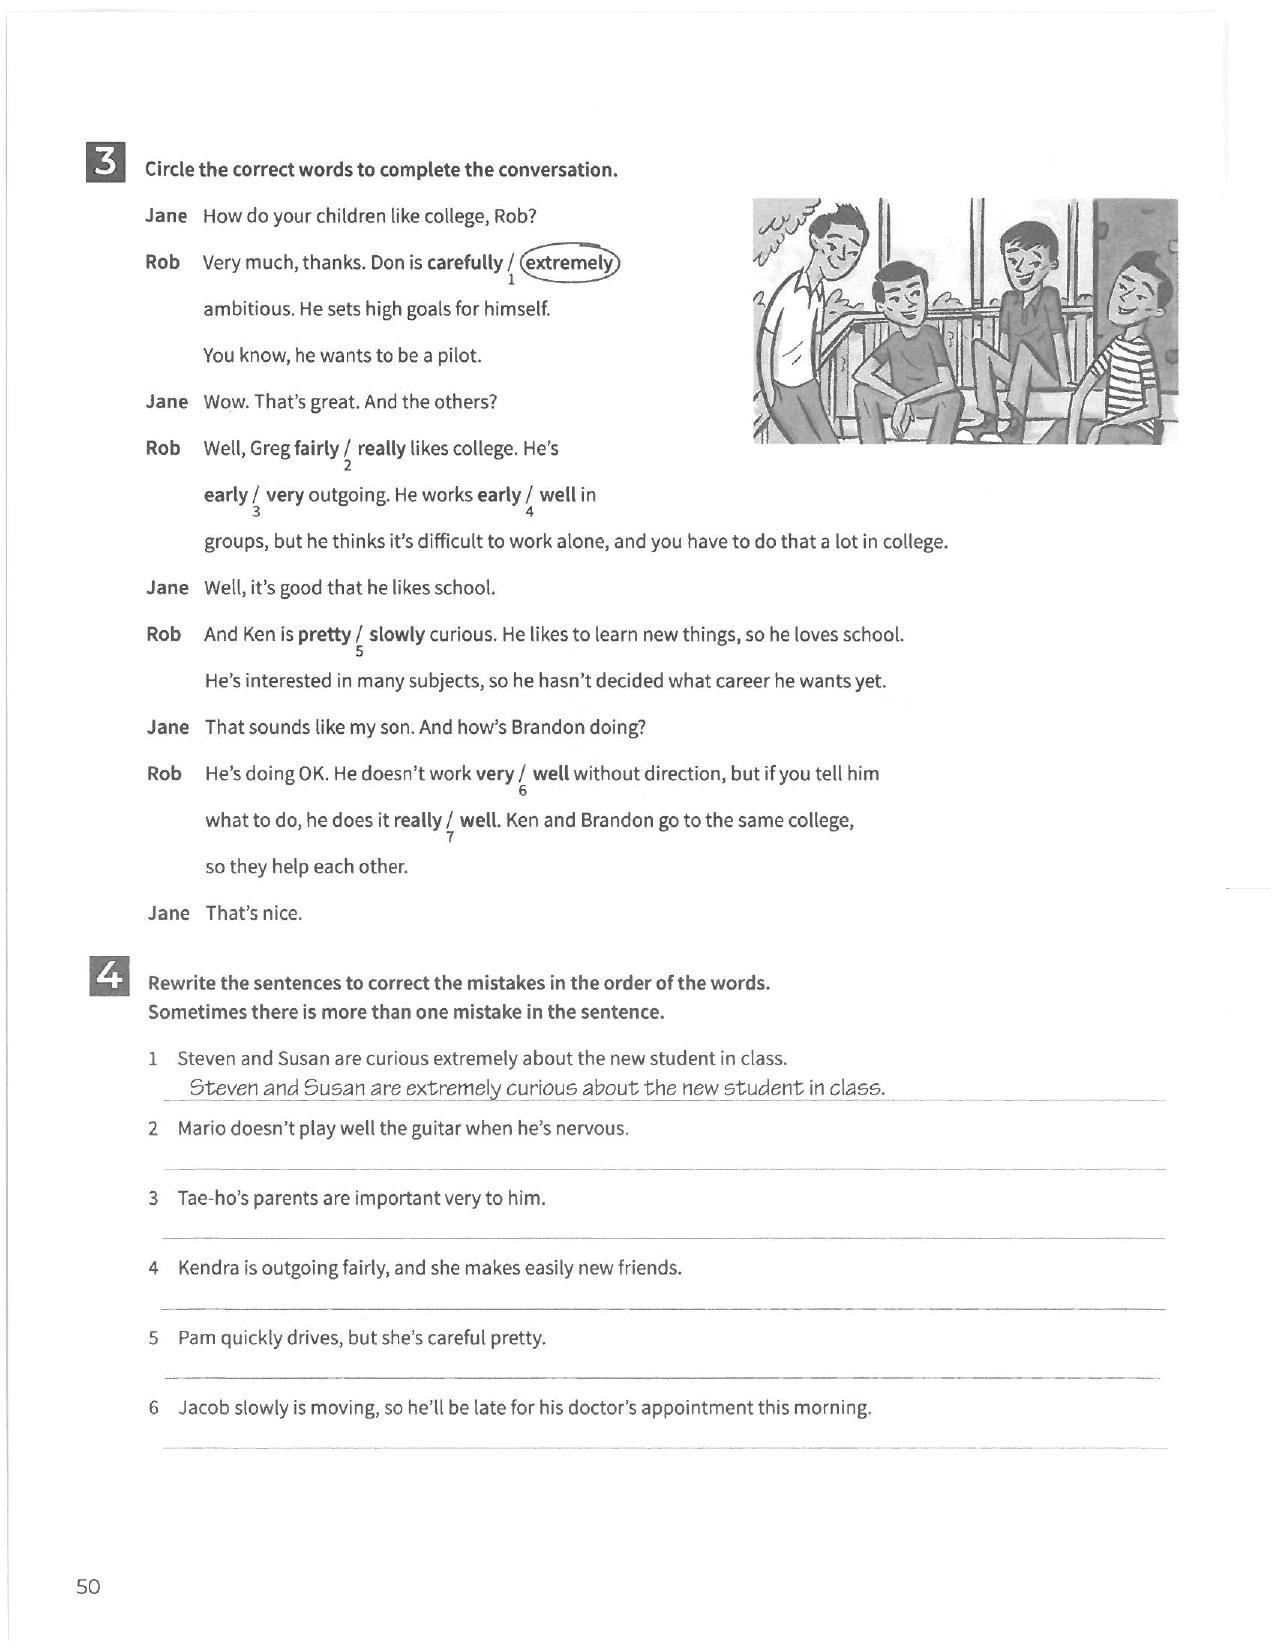 3 Circle the correct words to complete the conversation.
Jane How do your children like college, Rob?
Rob Very much, thanks. Don is carefully / extremely
1
ambitious. He sets high goals for himself.
You know, he wants to be a pilot.
Jane Wow. That's great. And the others?
Rob Well, Greg fairly / really likes college. He's
2
early / very outgoing. He works early / well in
3 4
groups, but he thinks it's difficult to work alone, and you have to do that a lot in college.
Jane Well, it's good that he likes school.
Rob And Ken is pretty / slowly curious. He likes to learn new things, so he loves school.
5
He's interested in many subjects, so he hasn't decided what career he wants yet.
Jane That sounds like my son. And how's Brandon doing?
Rob He's doing OK. He doesn't work very / well without direction, but if you tell him
6
what to do, he does it really / well. Ken and Brandon go to the same college,
7
so they help each other.
Jane That's nice.
4 Rewrite the sentences to correct the mistakes in the order of the words.
Sometimes there is more than one mistake in the sentence.
1 Steven and Susan are curious extremely about the new student in class.
Steven and Susan are extremely curious about the new student in class.
2 Mario doesn't play well the guitar when he's nervous.
3 Tae-ho's parents are important very to him.
4 Kendra is outgoing fairly, and she makes easily new friends.
5 Pam quickly drives, but she's careful pretty.
6 Jacob slowly is moving, so he'll be late for his doctor's appointment this morning.
50